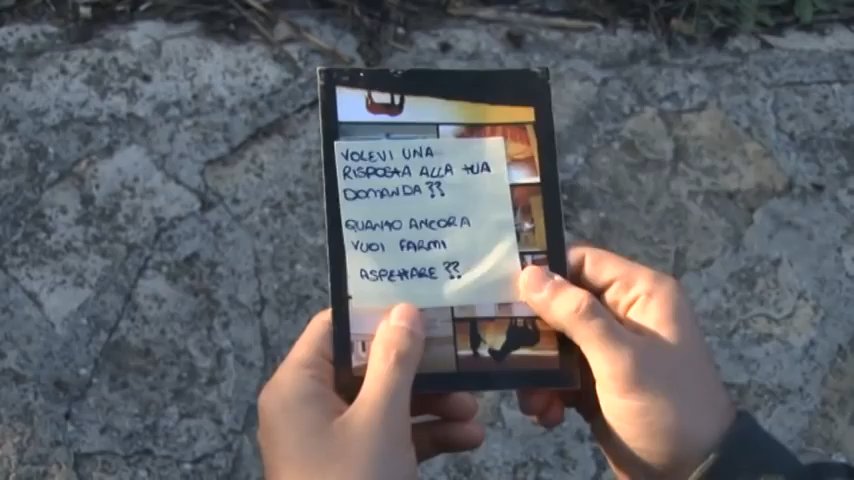 VOLEVI UNA
RISPOSTA ALLA TUA
DOMANDA??
QUANTO ANCORA
VUOI FARMI
ASPETTARE??